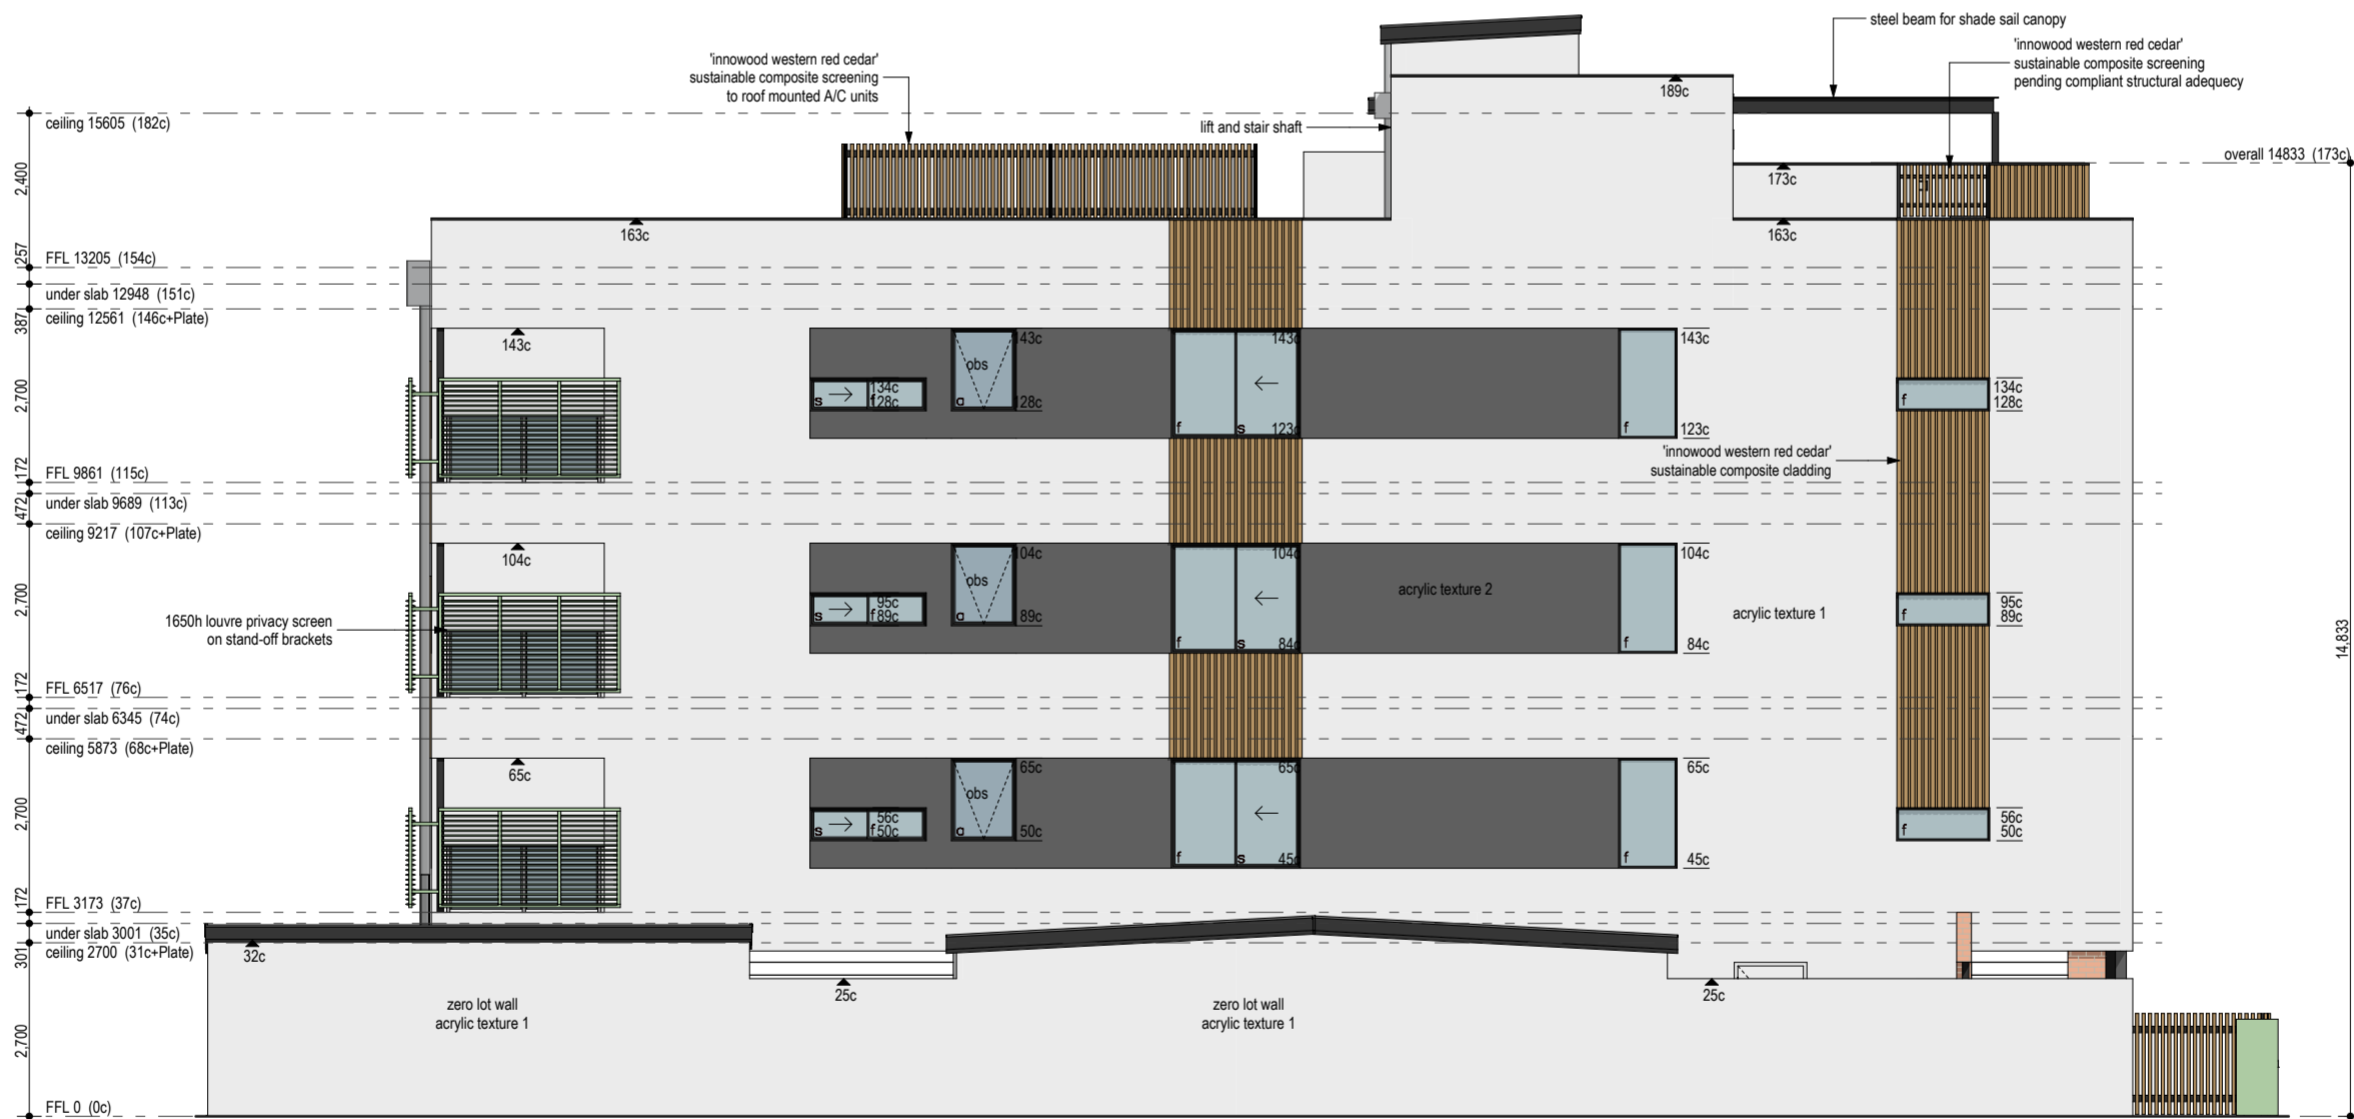 steel beam for shade sail canopy
'innowood western red cedar'
sustainable composite screening
pending compliant structural adequecy
'innowood western red cedar'
sustainable composite screening
to roof mounted A/C units
189c
ceiling 15605 (182c)
lift and stair shaft
overall 14833 (173c)
2,400
173c
163c
163c
257
FFL 13205 (154c)
under slab 12948 (151c)
387
ceiling 12561 (146c+Plate)
143c
143c
obs
143c
143c
134c
128c
s
f
a
128c
f
s
123c
f
123c
134c
128c
f
2,700
'innowood western red cedar'
sustainable composite cladding
172
FFL 9861 (115c)
472
under slab 9689 (113c)
ceiling 9217 (107c+Plate)
104c
104c
obs
104c
104c
acrylic texture 2
acrylic texture 1
95c
89c
s
f
a
89c
f
s
84c
f
84c
95c
89c
f
2,700
1650h louvre privacy screen
on stand-off brackets
14,833
172
FFL 6517 (76c)
472
under slab 6345 (74c)
ceiling 5873 (68c+Plate)
65c
65c
obs
65c
65c
56c
50c
s
f
a
50c
f
s
45c
f
45c
56c
50c
f
2,700
172
FFL 3173 (37c)
under slab 3001 (35c)
301
ceiling 2700 (31c+Plate)
32c
25c
25c
zero lot wall
acrylic texture 1
zero lot wall
acrylic texture 1
2,700
FFL 0 (0c)